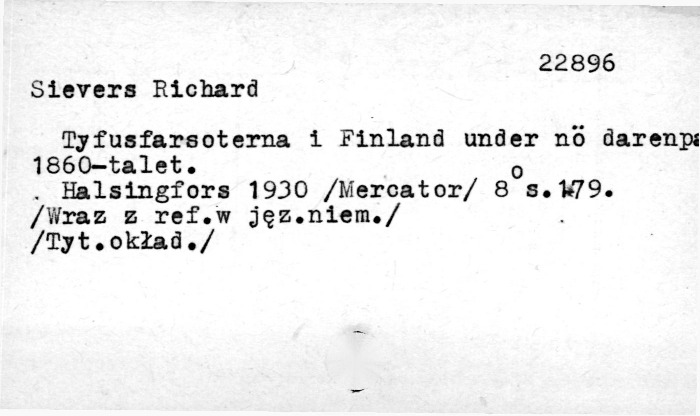 22896
Sievers Richard
Tyfusfarsoterna i Finland under nö darenpa
1860-talet.
Halsingfors 1930 /Mercator/ 8° s. 179.
/Wraz z ref.w jęz.niem./
/Tyt.okład./